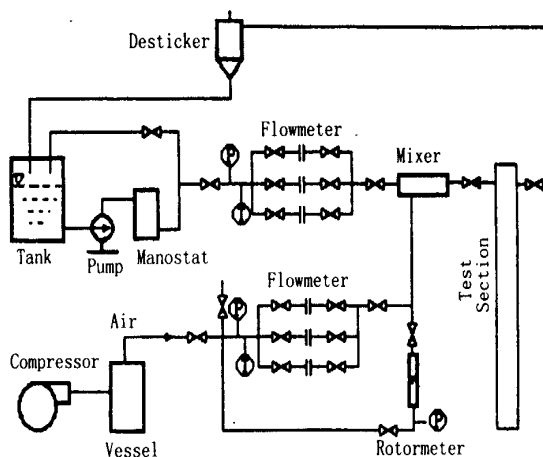 Desticker
Flowmeter
P
Mixer
T
Tank
Pump
Manostat
Flowmeter
P
T
Test
Section
Air
Compressor
Vessel
P
Rotormeter